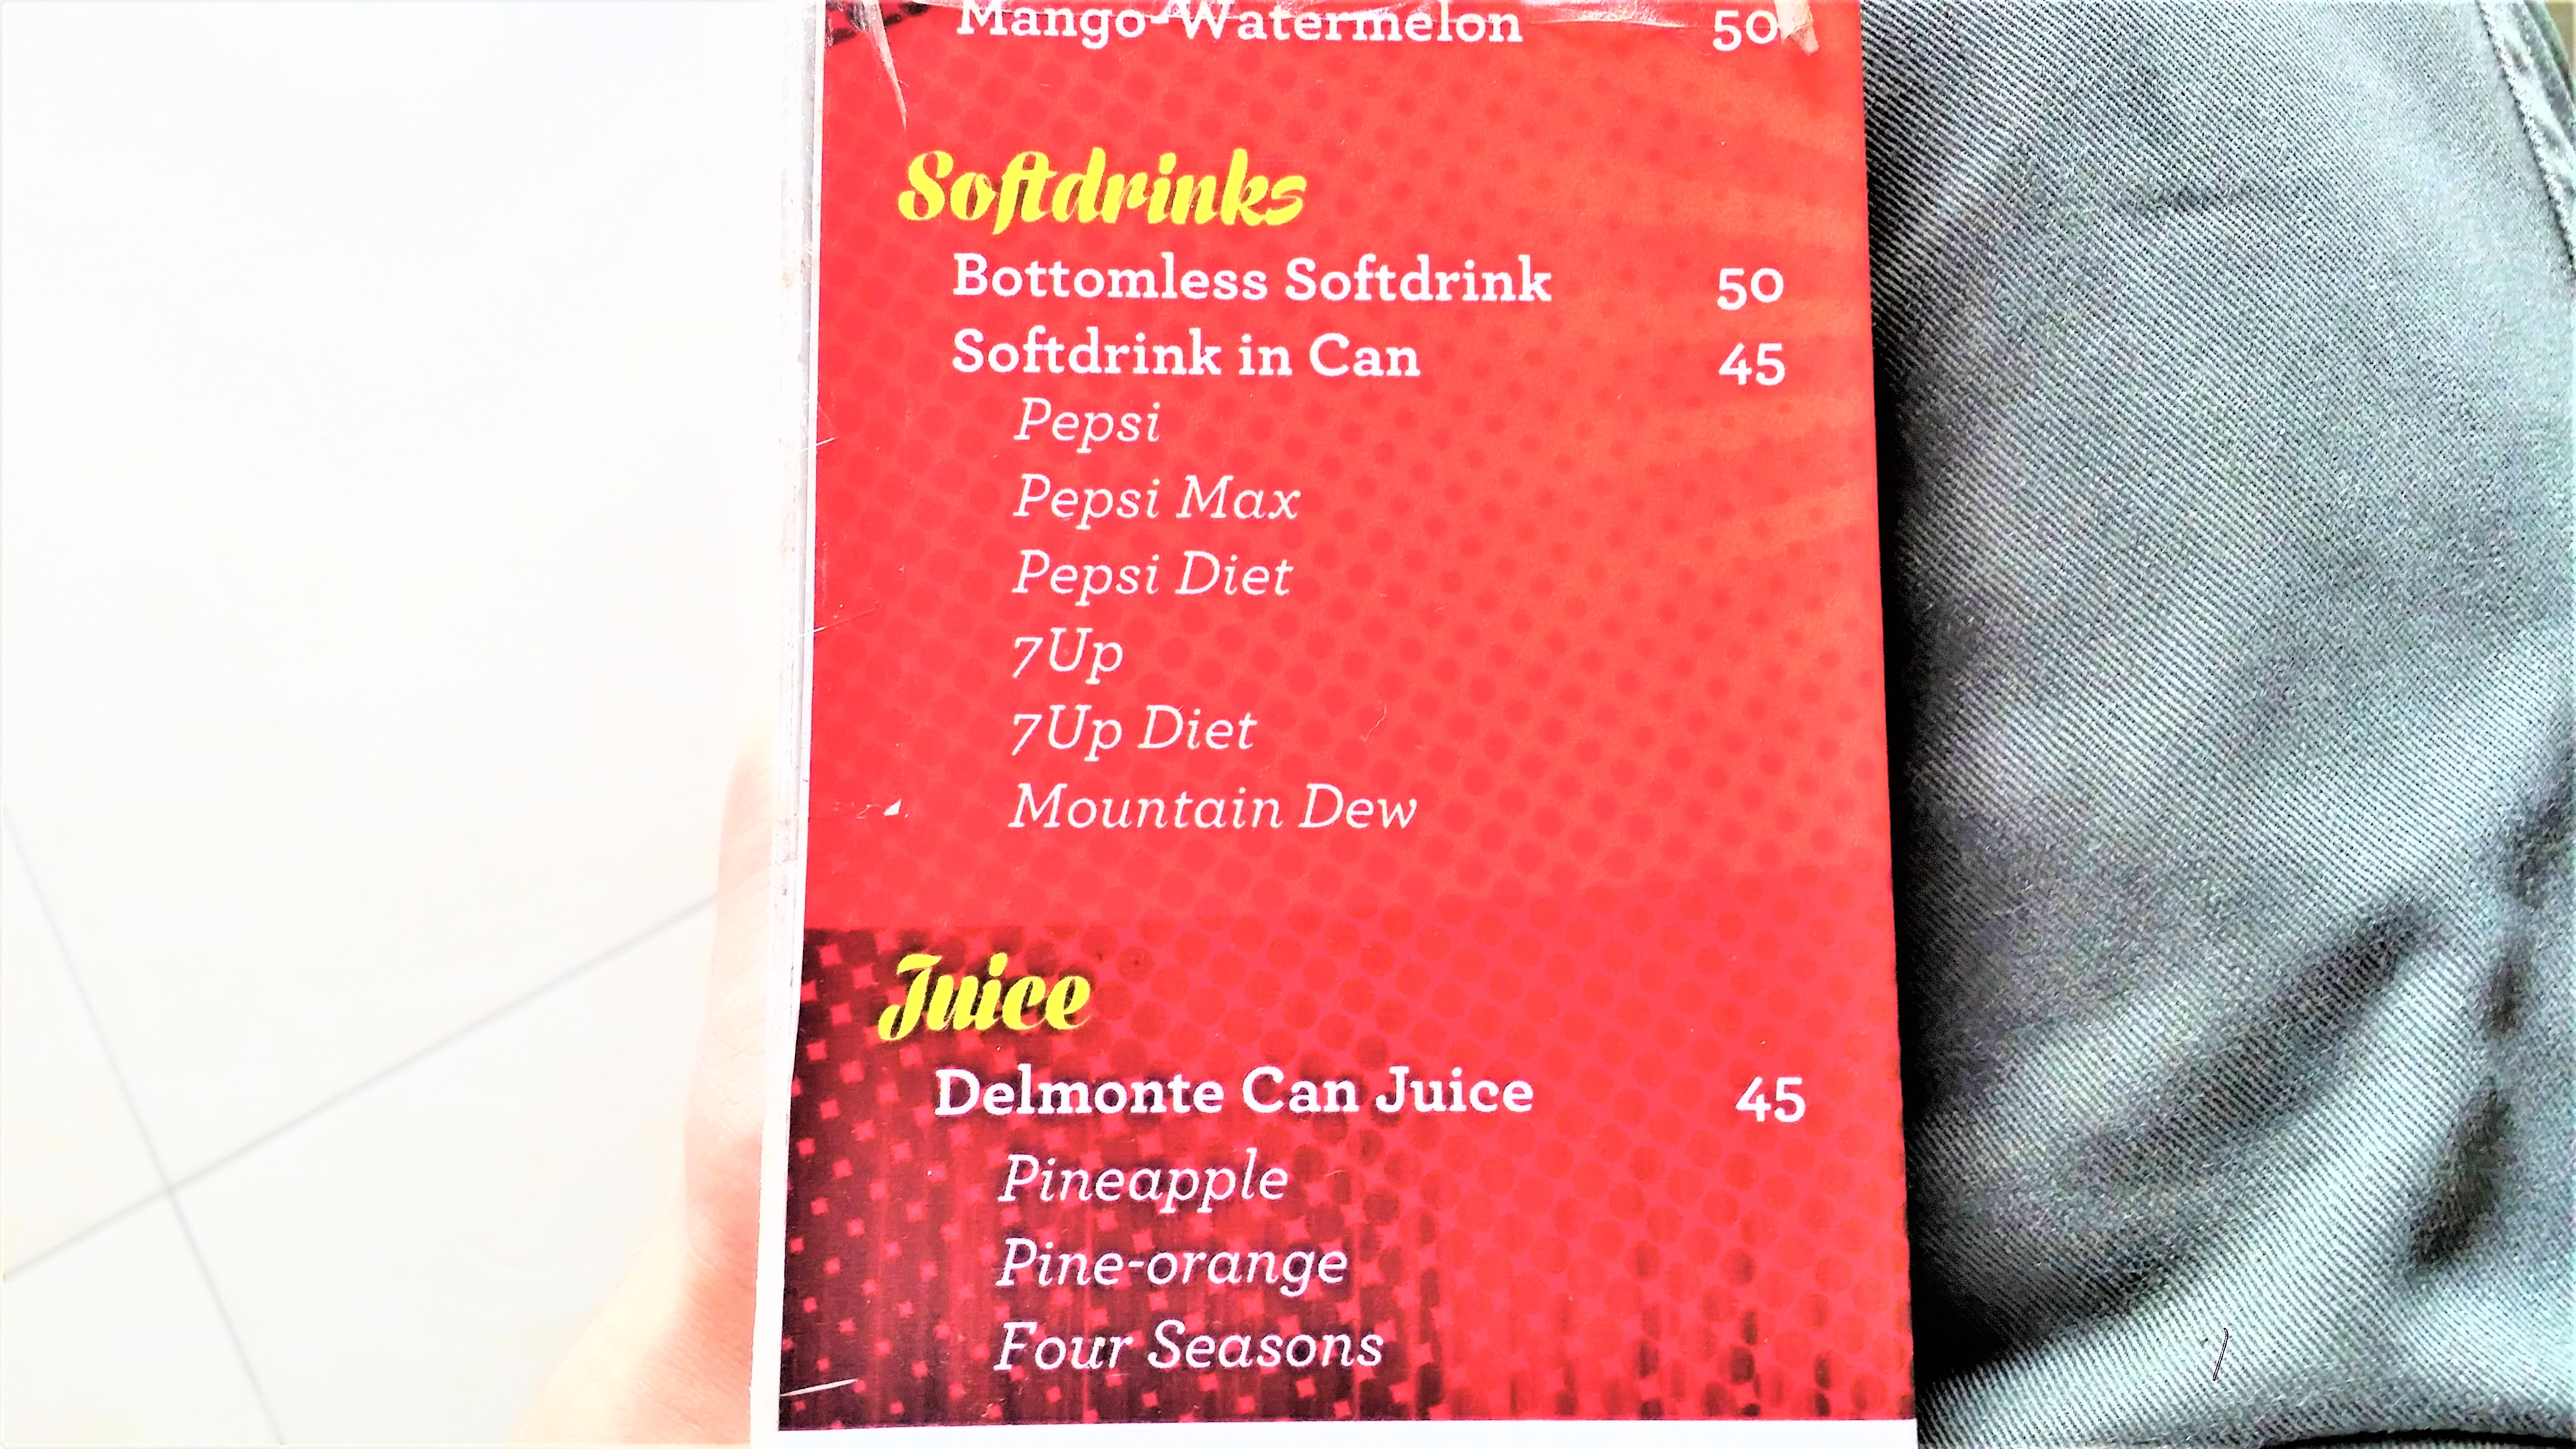 Mango-Watermelon 50
Softdrinks
Bottomless Softdrink 50
Softdrink in Can 45
Pepsi
Pepsi Max
Pepsi Diet
7Up
7Up Diet
Mountain Dew
Juice
Delmonte Can Juice 45
Pineapple
Pine-orange
Four Seasons